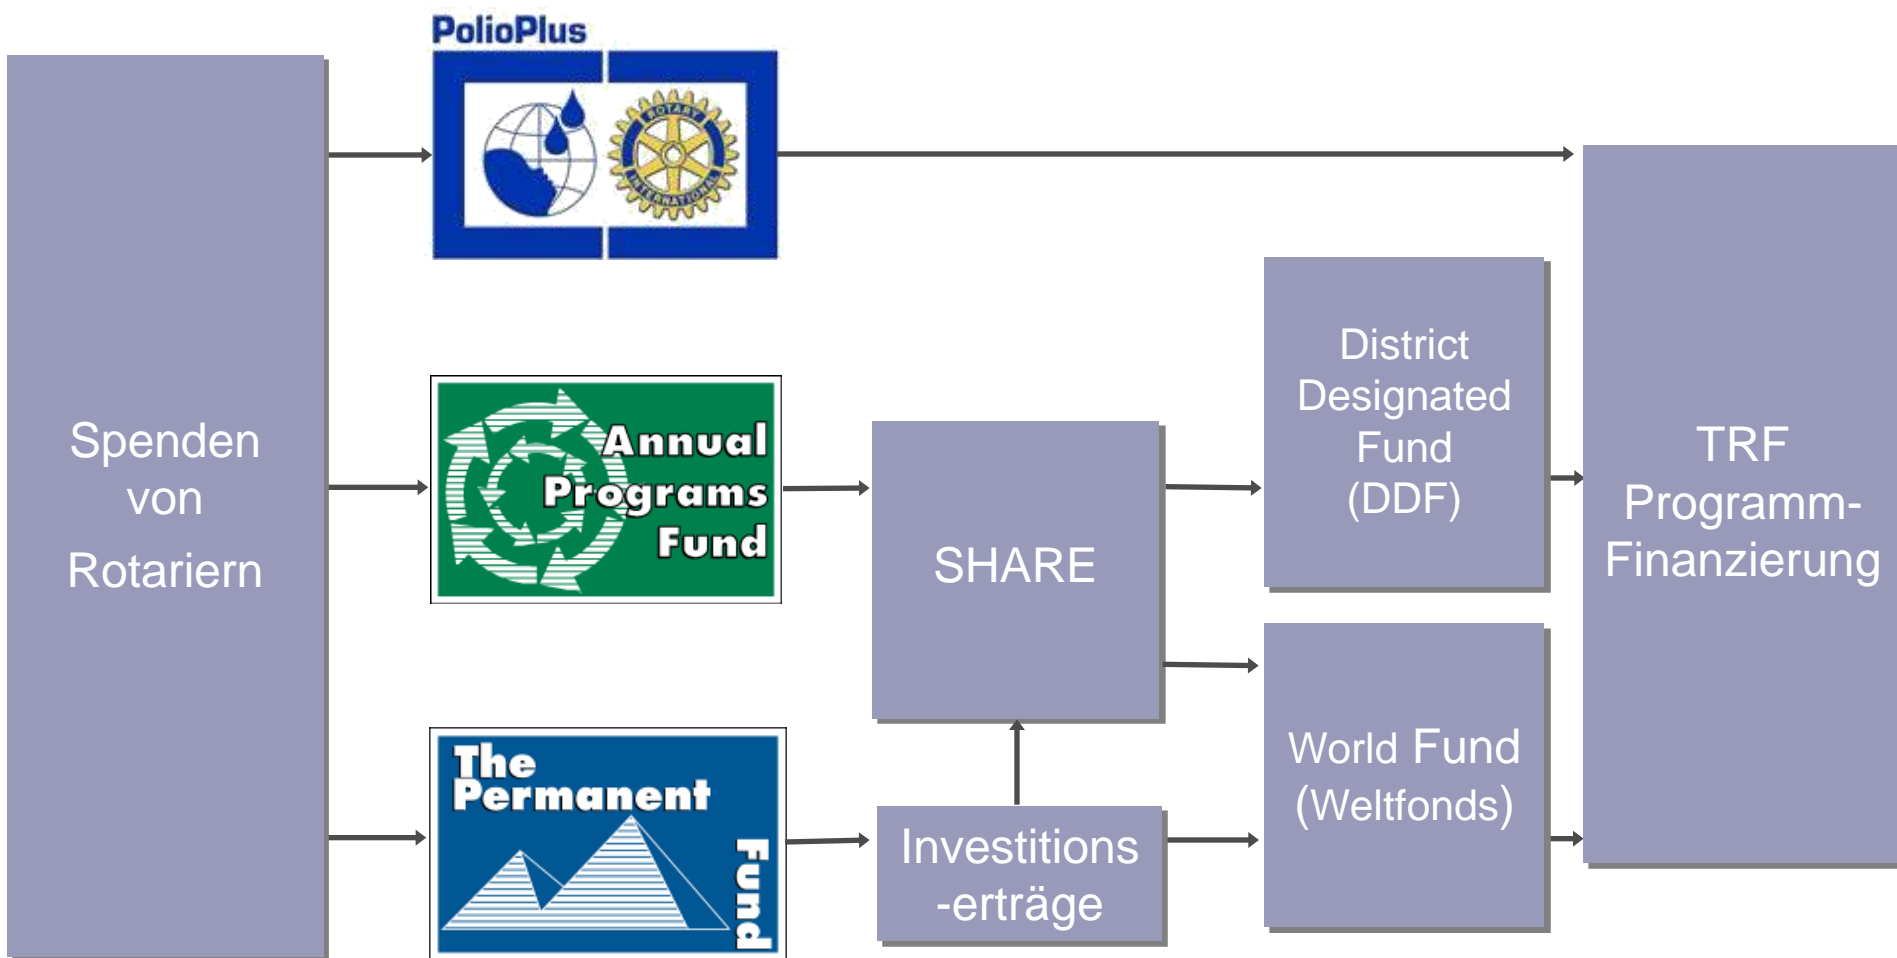 PolioPlus
ROTARY
INTERNATIONAL
Spenden
von
Rotariern
Annual
Programs
Fund
The
Permanent
Fund
SHARE
Investitions
-erträge
District
Designated
Fund
(DDF)
World Fund
(Weltfonds)
TRF
Programm-
Finanzierung